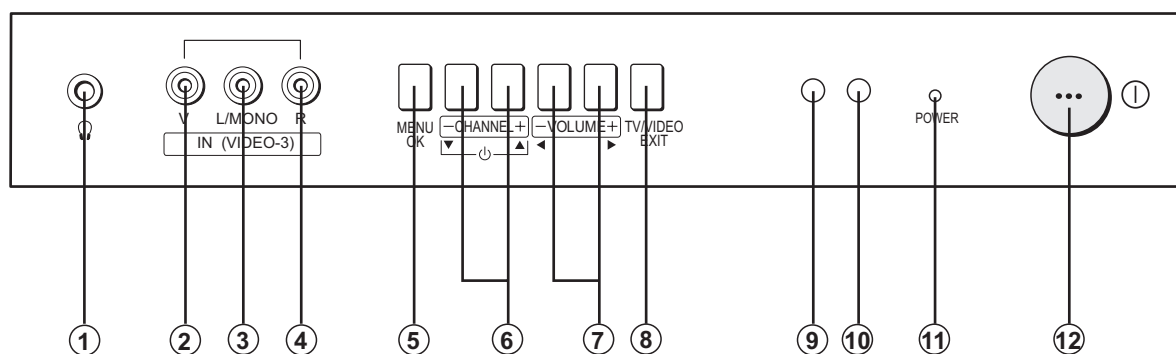 V L/MONO R
IN (VIDEO-3)
MENU
OK
−CHANNEL+
−VOLUME+
TV/VIDEO
EXIT
POWER
1 2 3 4 5 6 7 8 9 10 11 12